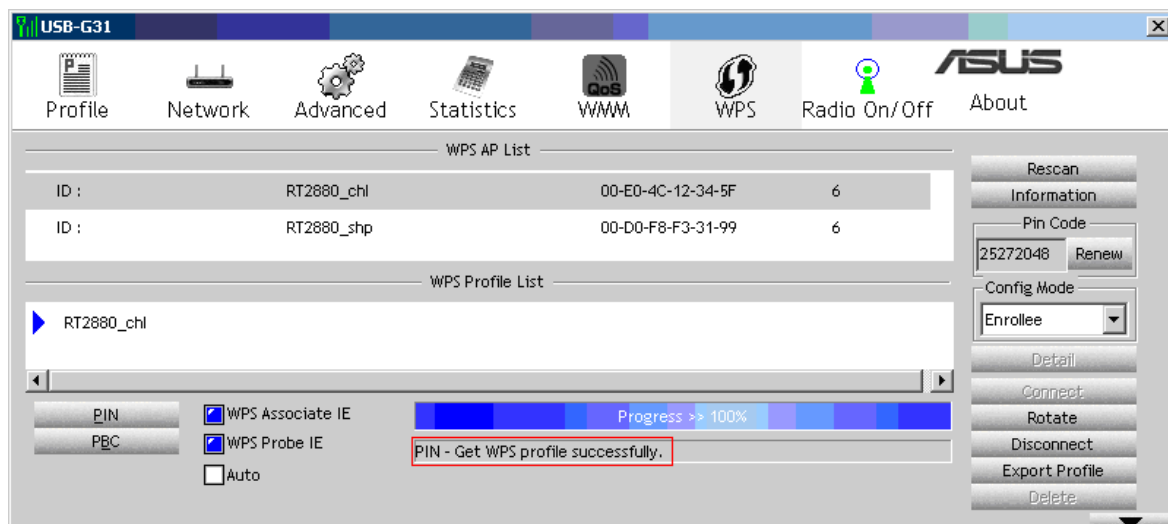 USB-G31
Profile
Network
Advanced
Statistics
QoS
WMM
WPS
Radio On/Off
ASUS
About
WPS AP List
ID : RT2880_chl 00-E0-4C-12-34-5F 6
ID : RT2880_shp 00-D0-F8-F3-31-99 6
WPS Profile List
RT2880_chl
PIN
PBC
WPS Associate IE
WPS Probe IE
Auto
Progress >> 100%
PIN - Get WPS profile successfully.
Rescan
Information
Pin Code
25272048 Renew
Config Mode
Enrollee
Detail
Connect
Rotate
Disconnect
Export Profile
Delete